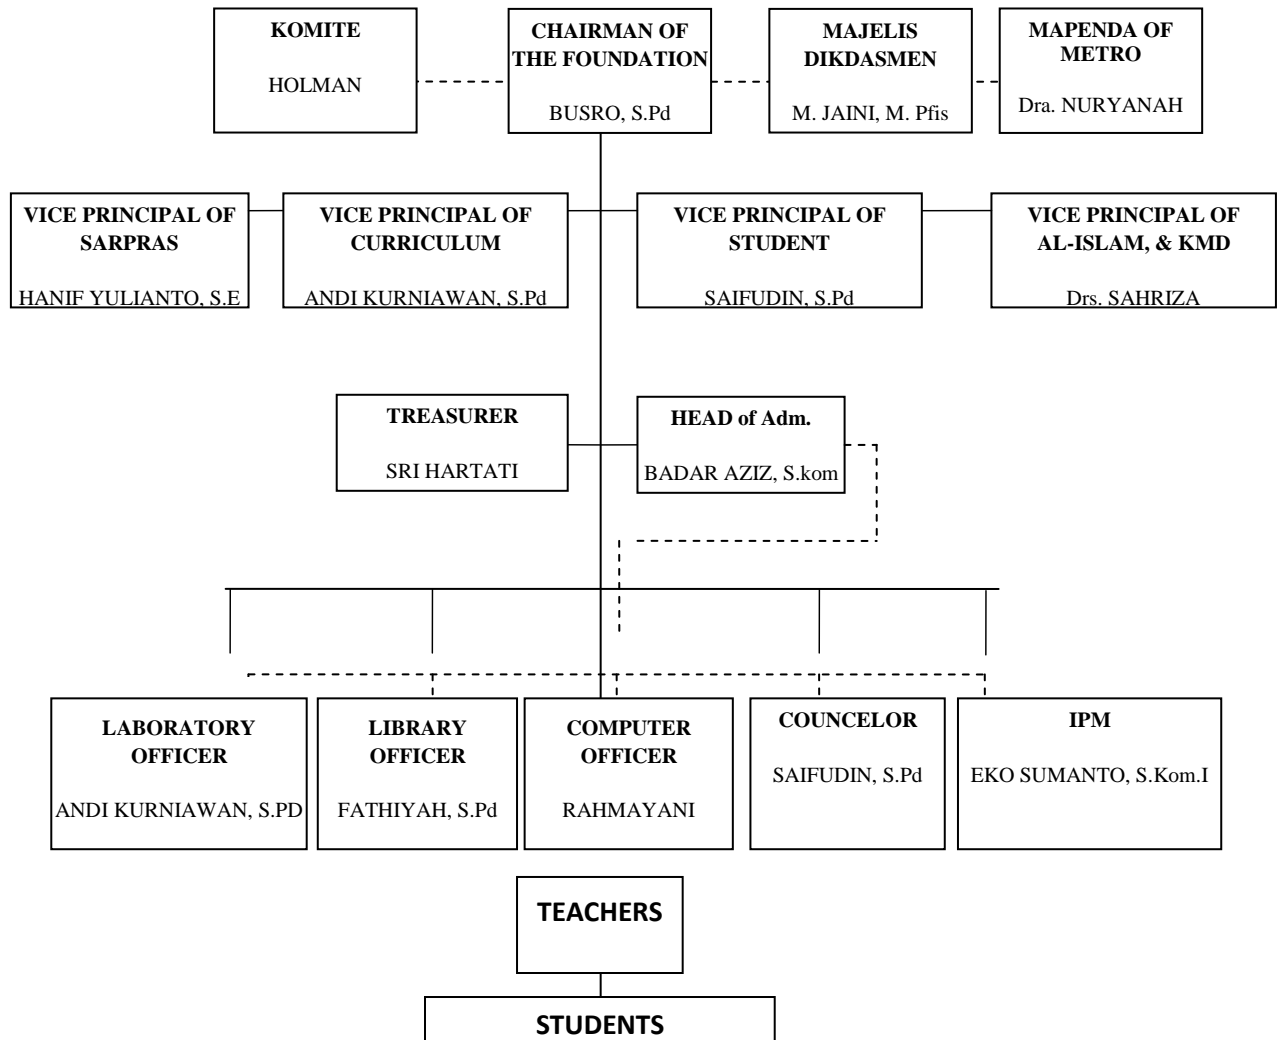 KOMITE
HOLMAN
CHAIRMAN OF
THE FOUNDATION
BUSRO, S.Pd
MAJELIS
DIKDASMEN
M. JAINI, M. Pfis
MAPENDA OF
METRO
Dra. NURYANAH
VICE PRINCIPAL OF
SARPRAS
HANIF YULIANTO, S.E
VICE PRINCIPAL OF
CURRICULUM
ANDI KURNIAWAN, S.Pd
VICE PRINCIPAL OF
STUDENT
SAIFUDIN, S.Pd
VICE PRINCIPAL OF
AL-ISLAM, & KMD
Drs. SAHRIZA
TREASURER
SRI HARTATI
HEAD of Adm.
BADAR AZIZ, S.kom
LABORATORY
OFFICER
ANDI KURNIAWAN, S.PD
LIBRARY
OFFICER
FATHIYAH, S.Pd
COMPUTER
OFFICER
RAHMAYANI
COUNCELOR
SAIFUDIN, S.Pd
IPM
EKO SUMANTO, S.Kom.I
TEACHERS
STUDENTS